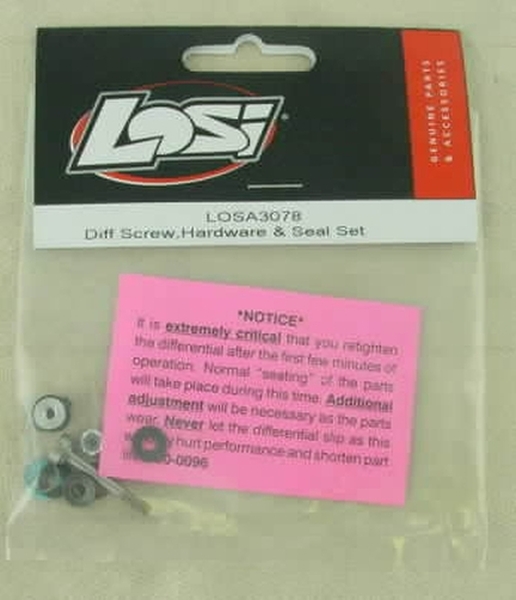 LOSI
GENUINE PARTS
& ACCESSORIES
LOSA3078
Diff Screw,Hardware & Seal Set
*NOTICE*
It is extremely critical that you retighten
the differential after the first few minutes of
operation. Normal "seating" of the parts
will take place during this time. Additional
adjustment will be necessary as the parts
wear. Never let the differential slip as this
hurt performance and shorten part
0-0096